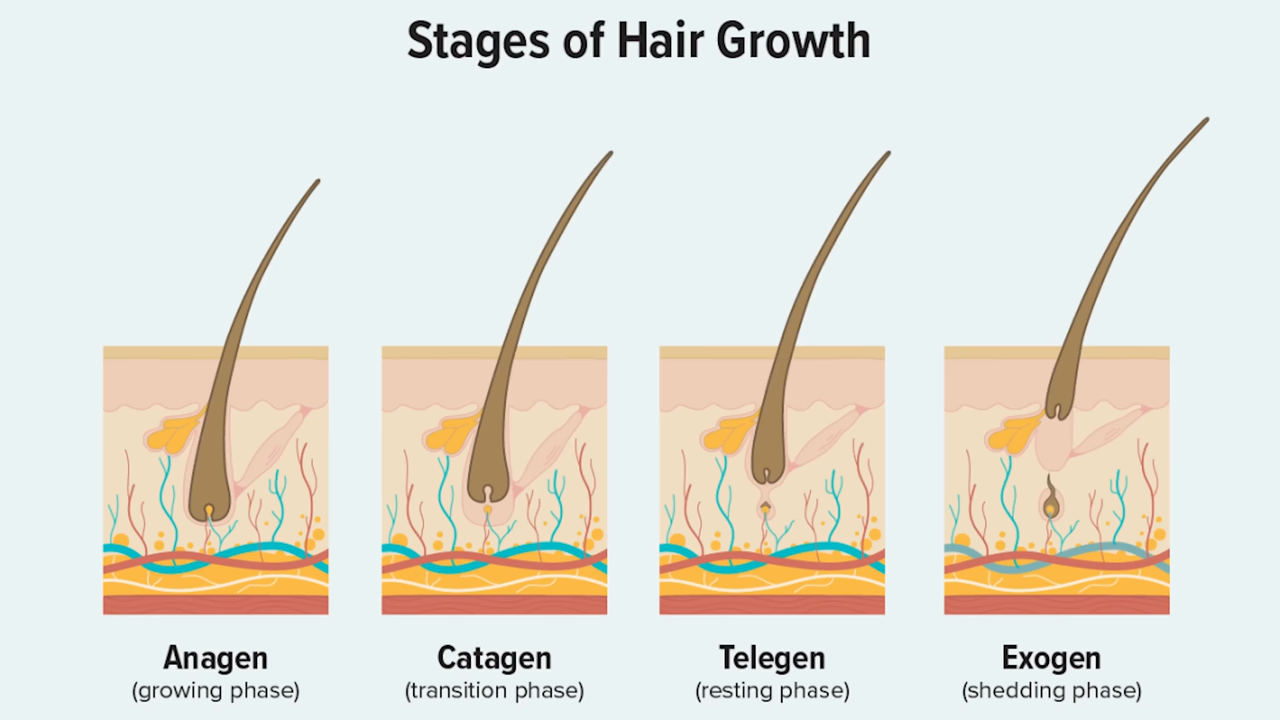 Stages of Hair Growth
Anagen
(growing phase)
Catagen
(transition phase)
Telegen
(resting phase)
Exogen
(shedding phase)